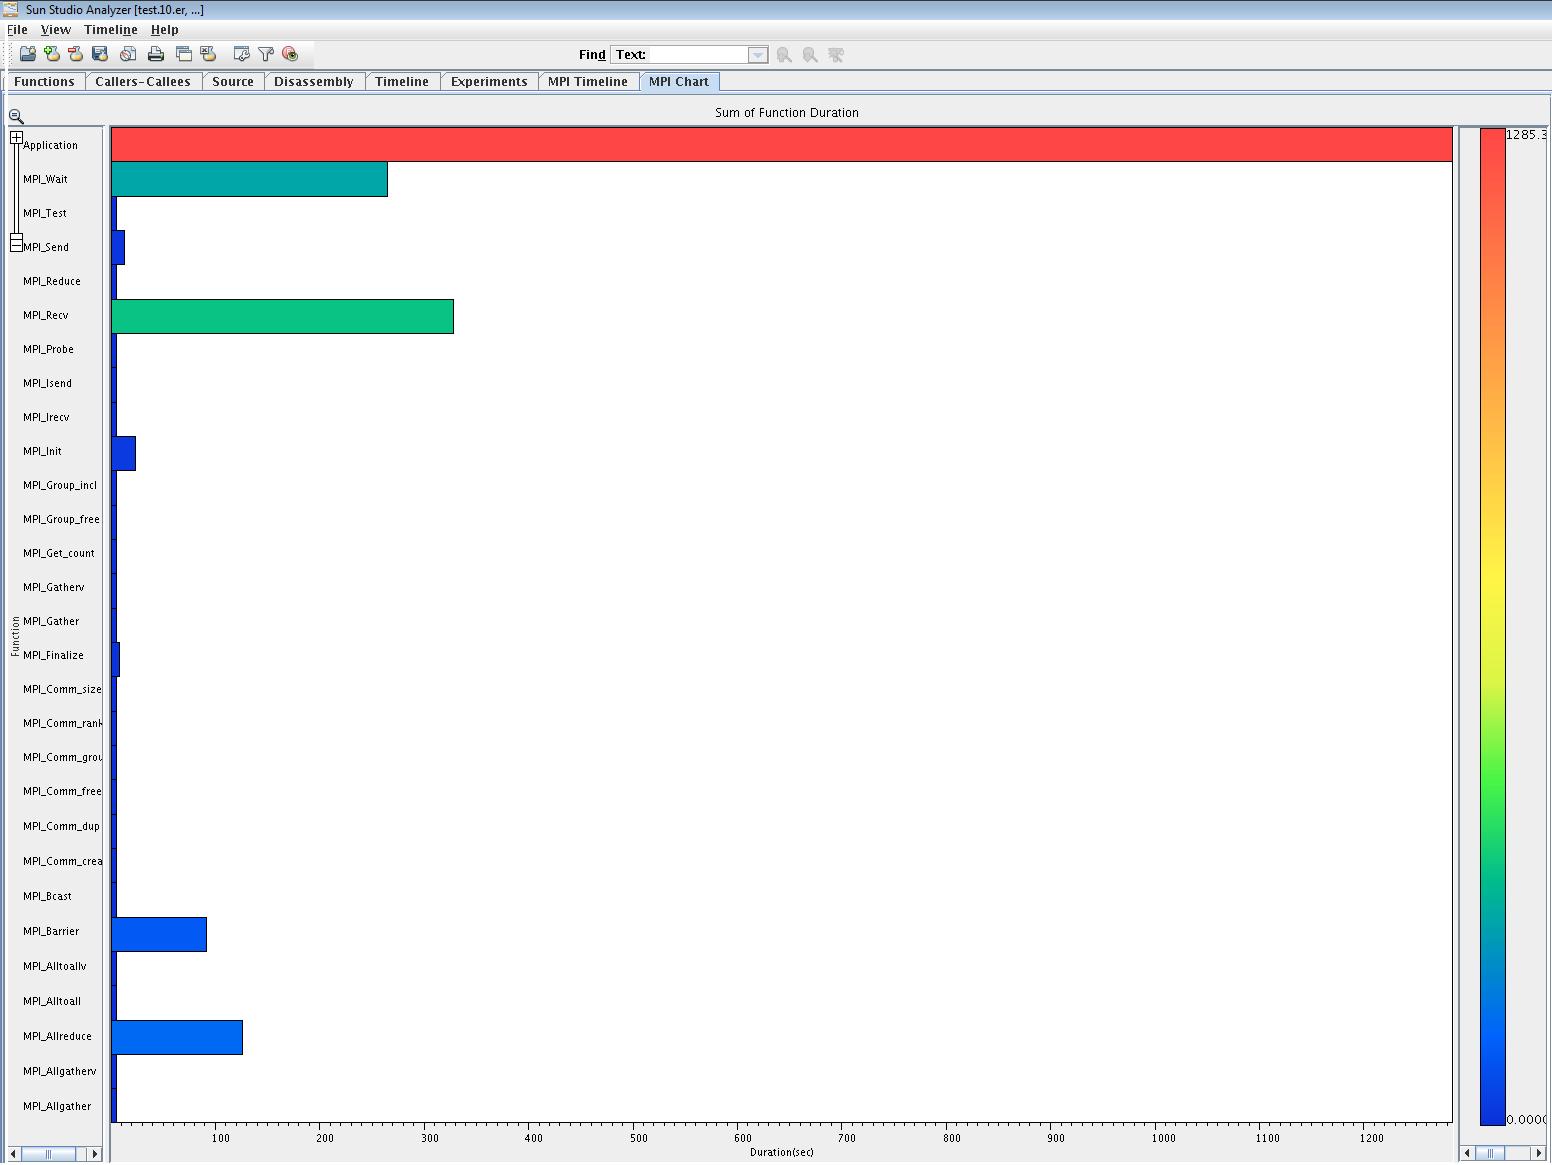 Sun Studio Analyzer [test.10.er, ...]
File View Timeline Help
Find Text:
Functions Callers-Callees Source Disassembly Timeline Experiments MPI Timeline MPI Chart
Sum of Function Duration
Application
MPI_Wait
MPI_Test
MPI_Send
MPI_Reduce
MPI_Recv
MPI_Probe
MPI_Isend
MPI_Irecv
MPI_Init
MPI_Group_incl
MPI_Group_free
MPI_Get_count
MPI_Gatherv
MPI_Gather
MPI_Finalize
MPI_Comm_size
MPI_Comm_rank
MPI_Comm_grou
MPI_Comm_free
MPI_Comm_dup
MPI_Comm_crea
MPI_Bcast
MPI_Barrier
MPI_Alltoallv
MPI_Alltoall
MPI_Allreduce
MPI_Allgatherv
MPI_Allgather
Function
100 200 300 400 500 600 700 800 900 1000 1100 1200
Duration(sec)
1285.3
0.000